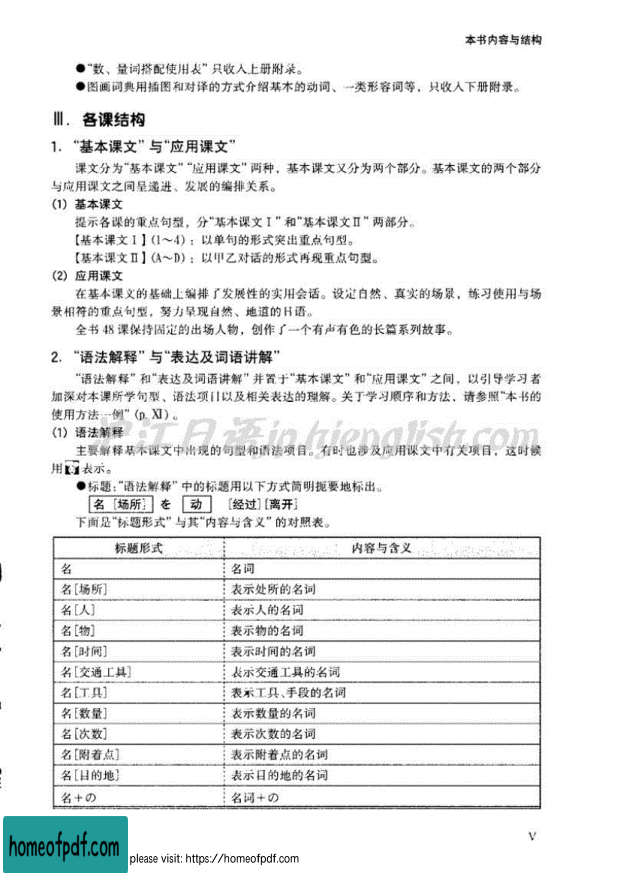 本书内容与结构
●“数、量词搭配使用表”只收入上册附录。
●图画词典用插图和对译的方式介绍基本的动词、一类形容词等，只收入下册附录。
Ⅲ. 各课结构
1. “基本课文”与“应用课文”
课文分为“基本课文”“应用课文”两种，基本课文又分为两个部分。基本课文的两个部分
与应用课文之间呈递进、发展的编排关系。
(1) 基本课文
提示各课的重点句型，分“基本课文Ⅰ”和“基本课文Ⅱ”两部分。
【基本课文Ⅰ】(1～4)：以单句的形式突出重点句型。
【基本课文Ⅱ】(A～D)：以甲乙对话的形式再现重点句型。
(2) 应用课文
在基本课文的基础上编排了发展性的实用会话。设定自然、真实的场景，练习使用与场
景相符的重点句型，努力呈现自然、地道的日语。
全书 48 课保持固定的出场人物，创作了一个有声有色的长篇系列故事。
2. “语法解释”与“表达及词语讲解”
“语法解释”和“表达及词语讲解”并置于“基本课文”和“应用课文”之间，以引导学习者
加深对本课所学句型、语法项目以及相关表达的理解。关于学习顺序和方法，请参照“本书的
使用方法一例”(p. Ⅺ)。
沪江日语jp.hjenglish.com
(1) 语法解释
主要解释基本课文中出现的句型和语法项目。有时也涉及应用课文中有关项目，这时候
用 表示。
●标题：“语法解释”中的标题用以下方式简明扼要地标出。
名 [场所] を 动 [经过][离开]
下面是“标题形式”与其“内容与含义”的对照表。
标题形式 内容与含义
名 名词
名[场所] 表示处所的名词
名[人] 表示人的名词
名[物] 表示物的名词
名[时间] 表示时间的名词
名[交通工具] 表示交通工具的名词
名[工具] 表示工具、手段的名词
名[数量] 表示数量的名词
名[次数] 表示次数的名词
名[附着点] 表示附着点的名词
名[目的地] 表示目的地的名词
名＋の 名词＋の
V
homeofpdf.com
please visit: https://homeofpdf.com